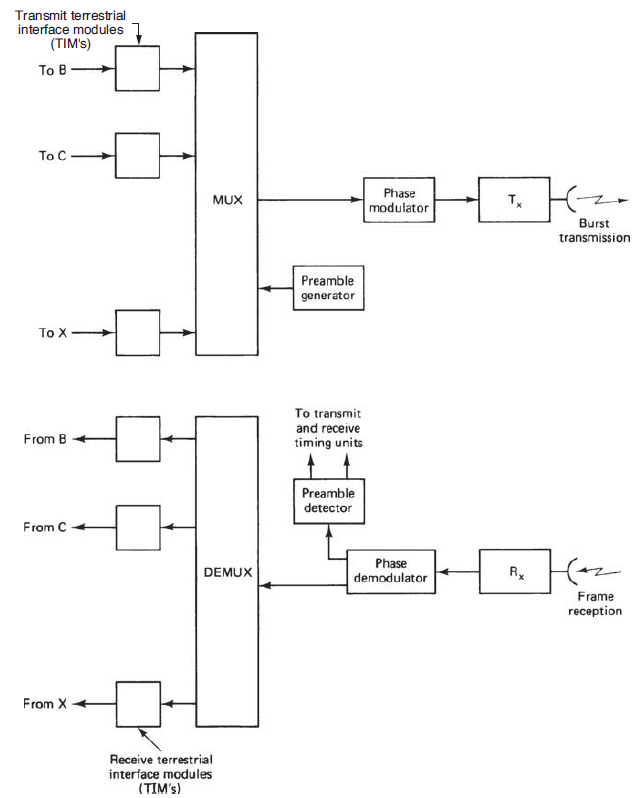 Transmit terrestrial
interface modules
(TIM's)
To B
To C
MUX
Phase
modulator
Tx
Burst
transmission
Preamble
generator
To X
To transmit
and receive
timing units
From B
Preamble
detector
From C
DEMUX
Phase
demodulator
Rx
Frame
reception
From X
Receive terrestrial
interface modules
(TIM's)